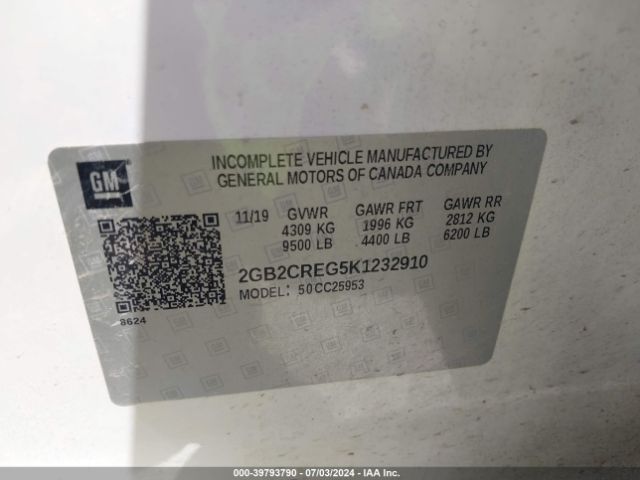 GM
INCOMPLETE VEHICLE MANUFACTURED BY
GENERAL MOTORS OF CANADA COMPANY
11/19 GVWR GAWR FRT GAWR RR
4309 KG 1996 KG 2812 KG
9500 LB 4400 LB 6200 LB
2GB2CREG5K1232910
MODEL: 50CC25953
8624
000-39793790 - 07/03/2024 - IAA Inc.